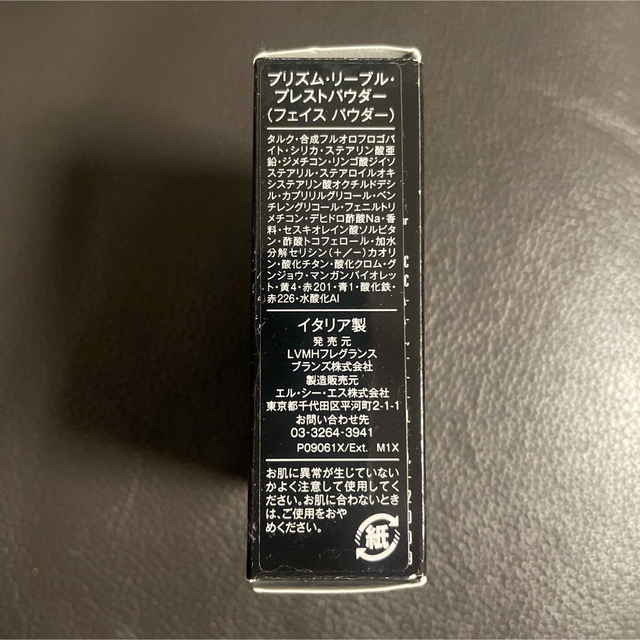 プリズム・リーブル・
プレストパウダー
(フェイス パウダー)
タルク・合成フルオロフロゴパ
イト・シリカ・ステアリン酸亜
鉛・ジメチコン・リンゴ酸ジイソ
ステアリル・ステアロイルオキ
システアリン酸オクチルドデシ
ル・カプリリルグリコール・ペン
チレングリコール・フェニルトリ
メチコン・デヒドロ酢酸Na・香
料・セスキオレイン酸ソルビタ
ン・酢酸トコフェロール・加水
分解セリシン(+/−)カオリ
ン・酸化チタン・酸化クロム・グ
ンジョウ・マンガンバイオレッ
ト・黄4・赤201・青1・酸化鉄・
赤226・水酸化Al
イタリア製
発 売 元
LVMHフレグランス
ブランズ株式会社
製造販売元
エル・シー・エス株式会社
東京都千代田区平河町2-1-1
お問い合わせ先
03-3264-3941
P09061X/Ext. M1X
お肌に異常が生じていない
かよく注意して使用してく
ださい。お肌に合わないとき
は、ご使用をおや
めください。
紙